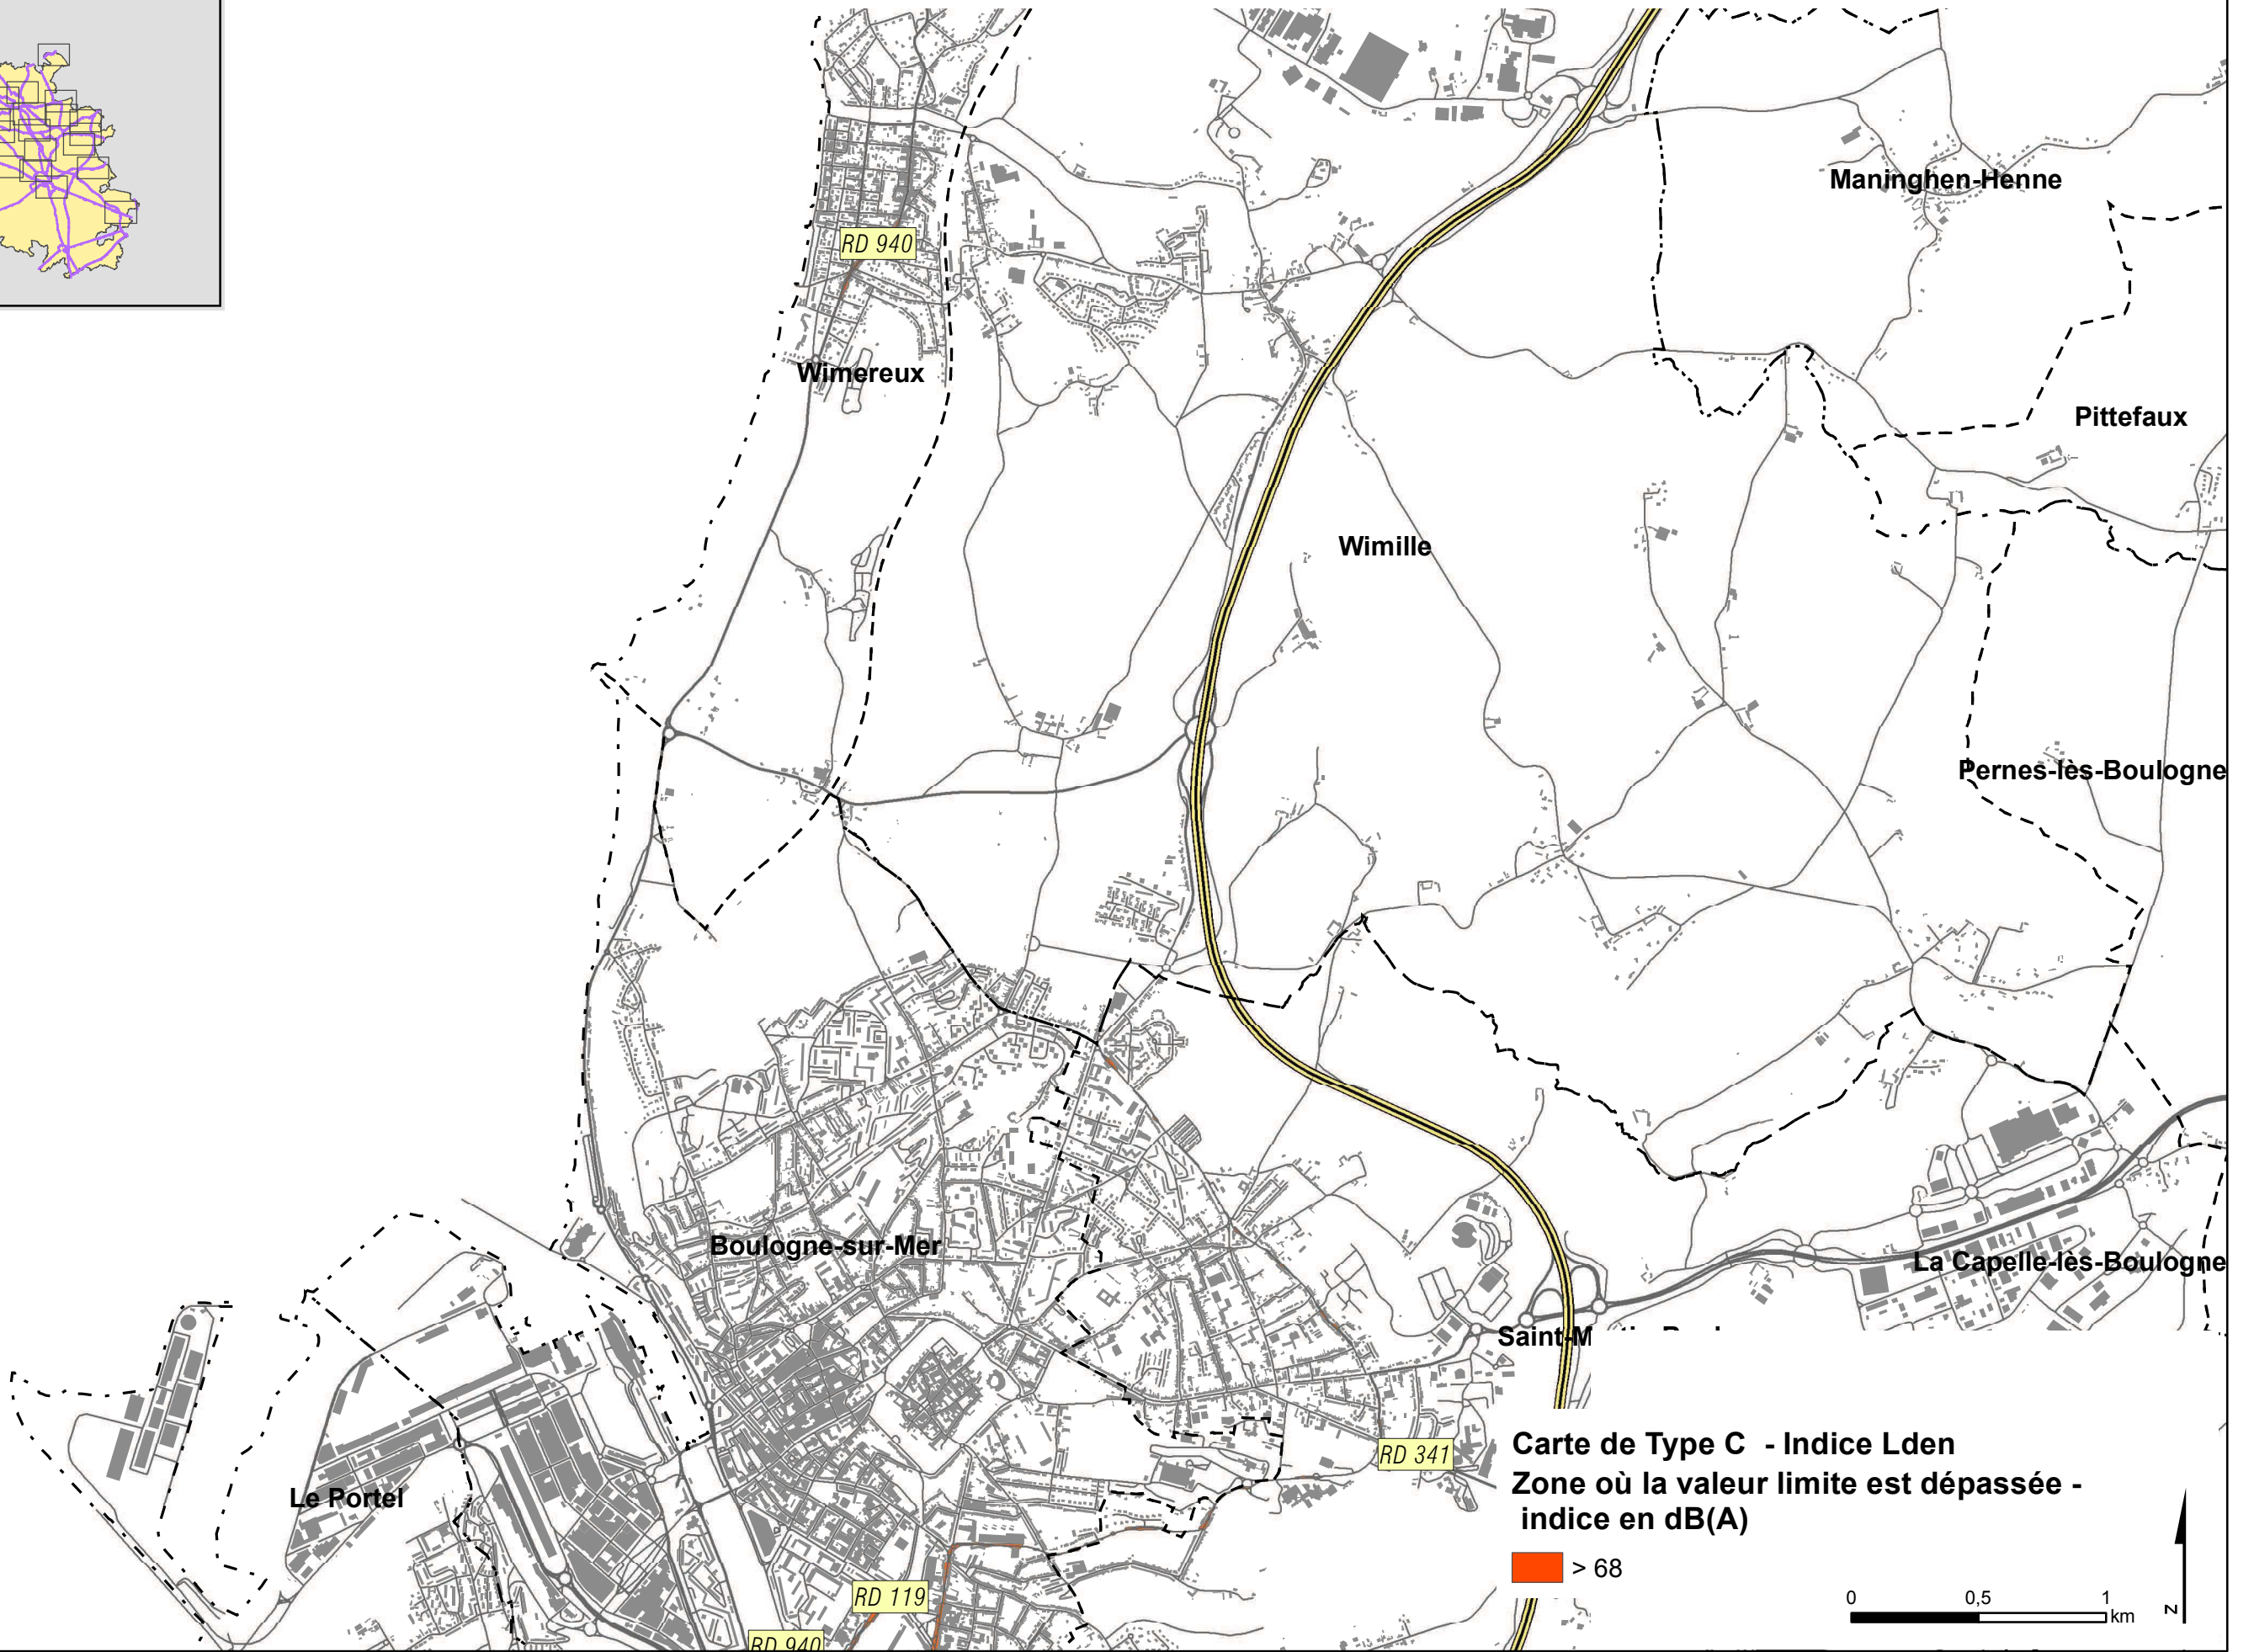 Maninghen-Henne
RD 940
Wimereux
Pittefaux
Wimille
Pernes-lès-Boulogne
Boulogne-sur-Mer
La Capelle-lès-Boulogne
Saint-M
RD 341
Le Portel
RD 119
RD 940
Carte de Type C - Indice Lden
Zone où la valeur limite est dépassée -
indice en dB(A)
> 68
0 0,5 1
km
N